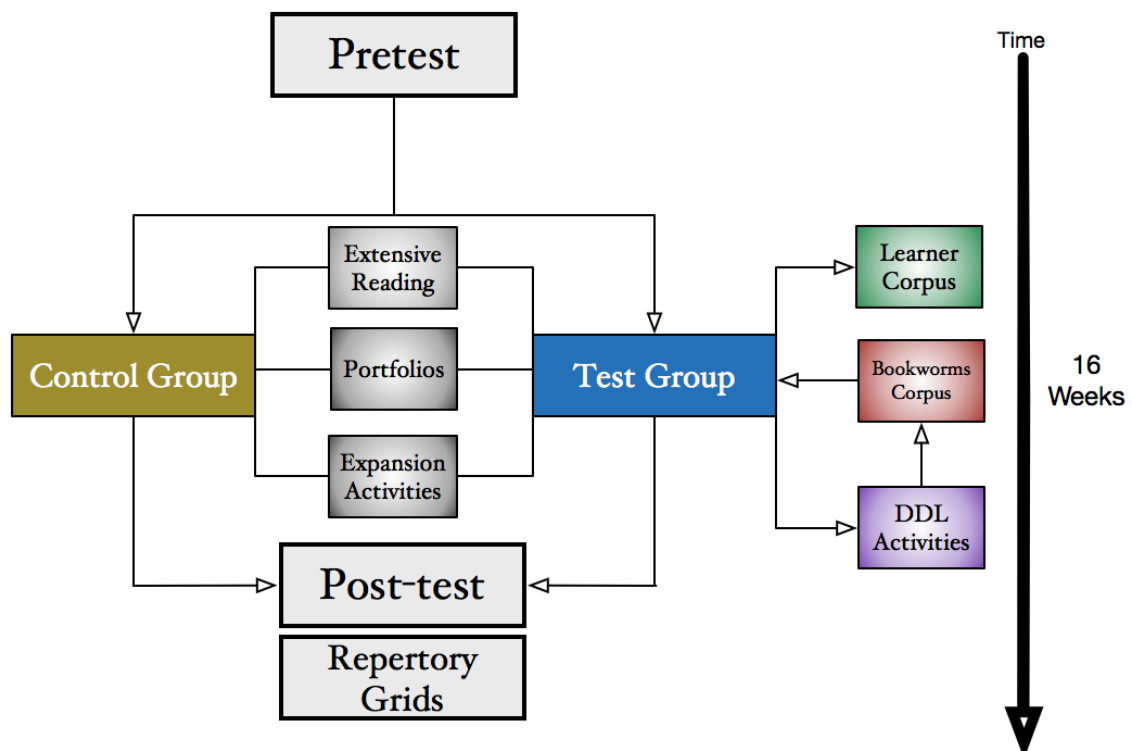 Pretest
Time
Extensive
Reading
Learner
Corpus
Control Group
Portfolios
Test Group
Bookworms
Corpus
16
Weeks
Expansion
Activities
DDL
Activities
Post-test
Repertory
Grids